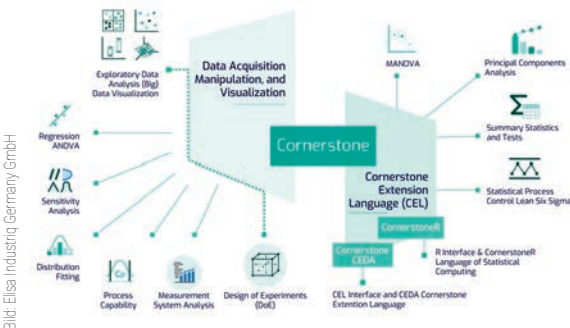 Exploratory Data
Analysis (Big)
Data Visualization
Data Acquisition
Manipulation, and
Visualization
MANOVA
Principal Components
Analysis
Regression
ANOVA
Cornerstone
Summary Statistics
and Tests
Sensitivity
Analysis
Cornerstone
Extension
Language (CEL)
Statistical Process
Control Lean Six Sigma
CornerstoneR
Cornerstone
CEDA
R Interface & CornerstoneR
Language of Statistical
Computing
Distribution
Fitting
Cp
Process
Capability
Measurement
System Analysis
Design of Experiments
(DoE)
CEL Interface and CEDA Cornerstone
Extention Language
Bild: Elisa Industriq Germany GmbH